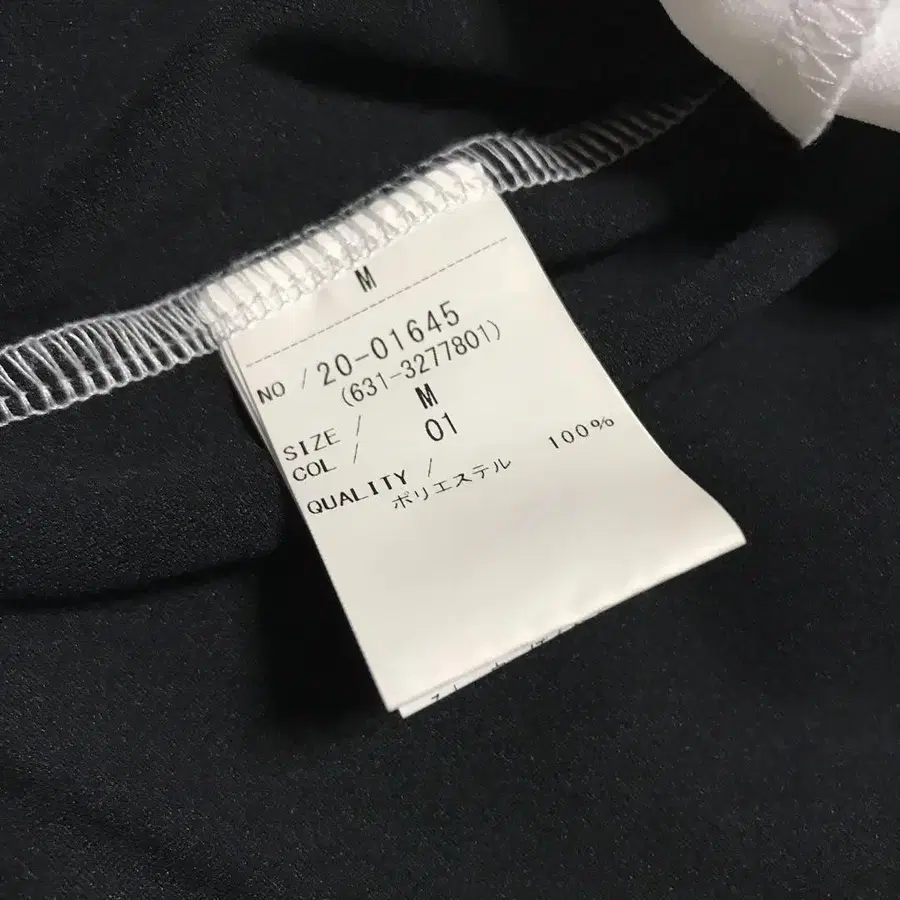 M
NO / 20-01645
(631-3277801)
SIZE / M
COL / 01
QUALITY /
ポリエステル 100%